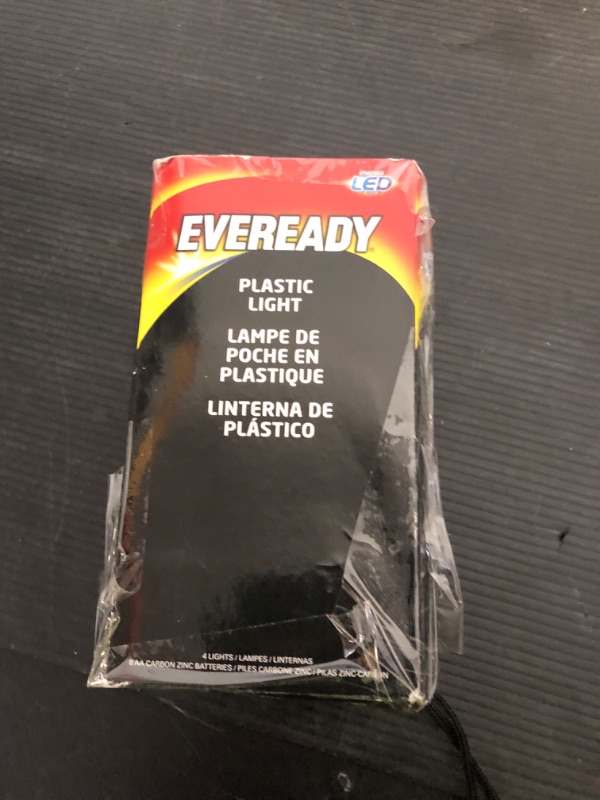 LED
EVEREADY
PLASTIC
LIGHT
LAMPE DE
POCHE EN
PLASTIQUE
LINTERNA DE
PLÁSTICO
4 LIGHTS / LAMPES / LINTERNAS
8 AA CARBON ZINC BATTERIES / PILES CARBONE ZINC / PILAS ZINC-CARBÓN